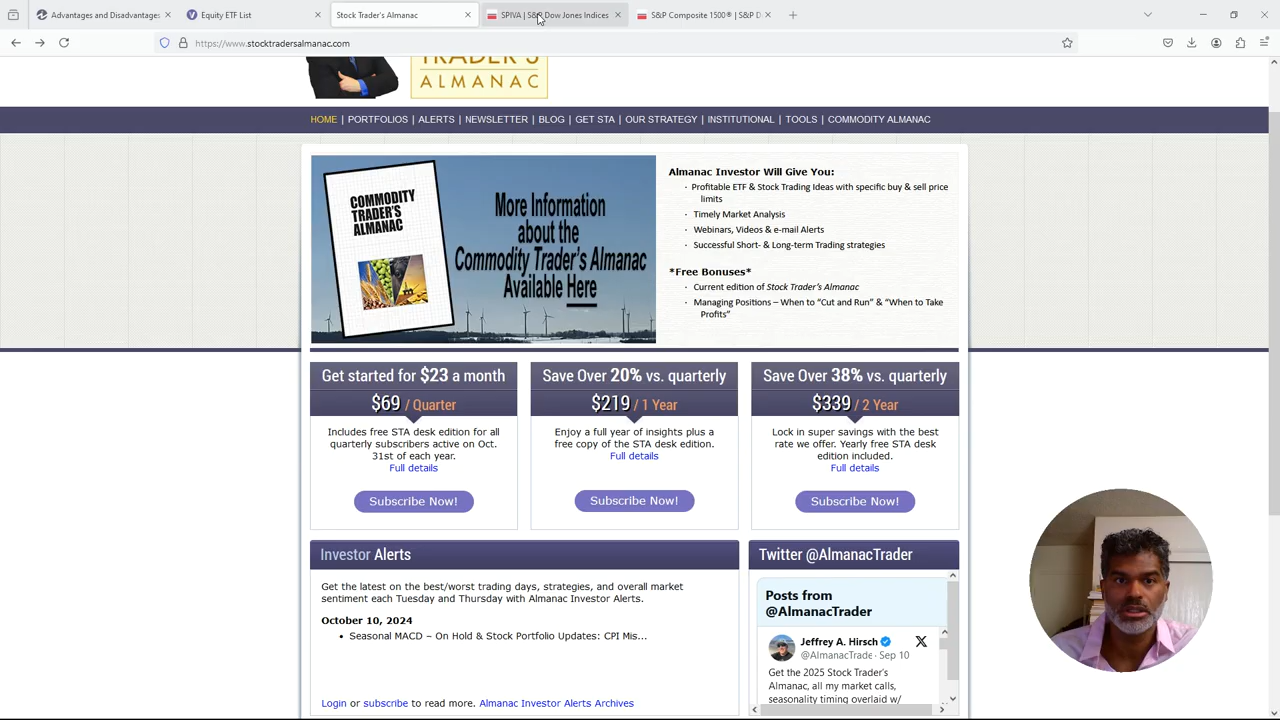 Advantages and Disadvantages
Equity ETF List
Stock Trader's Almanac
SPIVA | S&P Dow Jones Indices
S&P Composite 1500® | S&P D
https://www.stocktradersalmanac.com
TRADER'S
ALMANAC
HOME | PORTFOLIOS | ALERTS | NEWSLETTER | BLOG | GET STA | OUR STRATEGY | INSTITUTIONAL | TOOLS | COMMODITY ALMANAC
COMMODITY
TRADER'S
ALMANAC
More Information
about the
Commodity Trader's Almanac
Available Here
Almanac Investor Will Give You:
· Profitable ETF & Stock Trading Ideas with specific buy & sell price
limits
· Timely Market Analysis
· Webinars, Videos & e-mail Alerts
· Successful Short- & Long-term Trading strategies
*Free Bonuses*
· Current edition of Stock Trader's Almanac
· Managing Positions – When to "Cut and Run" & "When to Take
Profits"
Get started for $23 a month
$69 / Quarter
Includes free STA desk edition for all
quarterly subscribers active on Oct.
31st of each year.
Full details
Subscribe Now!
Save Over 20% vs. quarterly
$219 / 1 Year
Enjoy a full year of insights plus a
free copy of the STA desk edition.
Full details
Subscribe Now!
Save Over 38% vs. quarterly
$339 / 2 Year
Lock in super savings with the best
rate we offer. Yearly free STA desk
edition included.
Full details
Subscribe Now!
Investor Alerts
Get the latest on the best/worst trading days, strategies, and overall market
sentiment each Tuesday and Thursday with Almanac Investor Alerts.
October 10, 2024
• Seasonal MACD – On Hold & Stock Portfolio Updates: CPI Mis...
Login or subscribe to read more. Almanac Investor Alerts Archives
Twitter @AlmanacTrader
Posts from
@AlmanacTrader
Jeffrey A. Hirsch
@AlmanacTrade · Sep 10
Get the 2025 Stock Trader's
Almanac, all my market calls,
seasonality timing overlaid w/